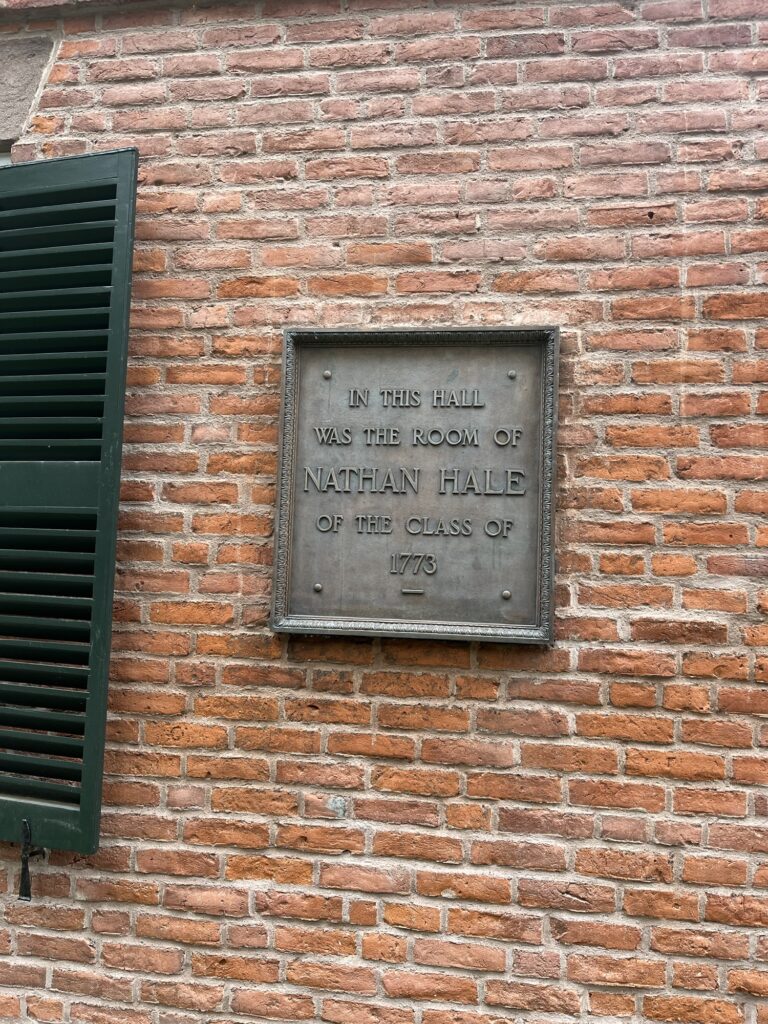 IN THIS HALL
WAS THE ROOM OF
NATHAN HALE
OF THE CLASS OF
1773